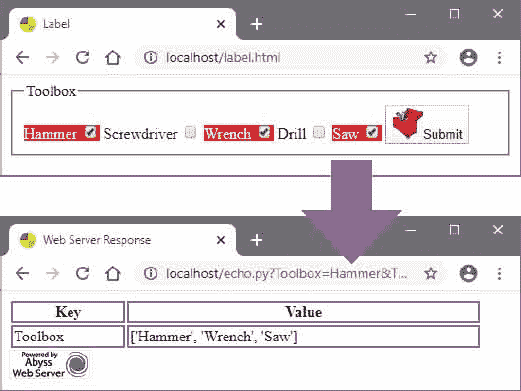 Label
localhost/label.html
Toolbox
Hammer Screwdriver Wrench Drill Saw Submit
Web Server Response
localhost/echo.py?Toolbox=Hammer&T...
Key Value
Toolbox ['Hammer', 'Wrench', 'Saw']
Powered by
Abyss
Web Server